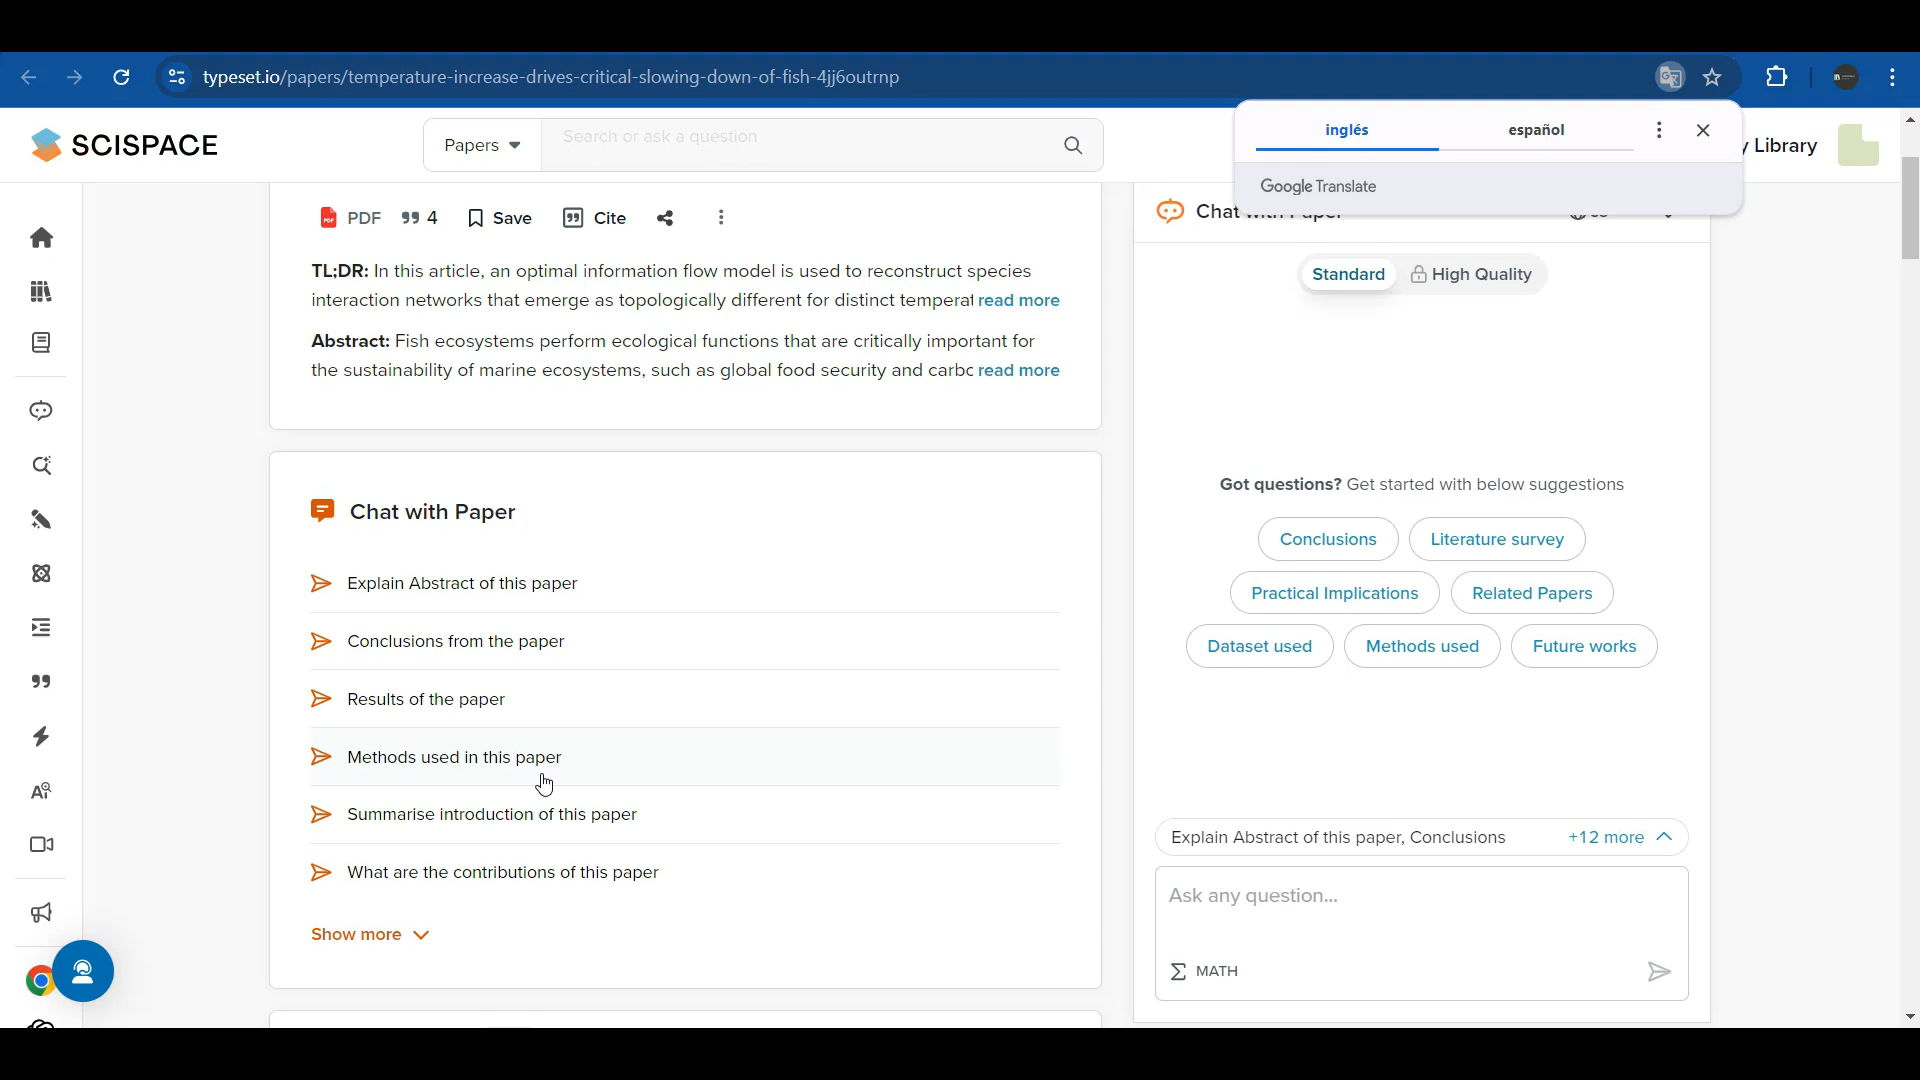 typeset.io/papers/temperature-increase-drives-critical-slowing-down-of-fish-4jj6outrnp
inglés
español
Google Translate
SCISPACE
Papers
Search or ask a question
Library
PDF
4
Save
Cite
TL;DR: In this article, an optimal information flow model is used to reconstruct species
interaction networks that emerge as topologically different for distinct temperat read more
Abstract: Fish ecosystems perform ecological functions that are critically important for
the sustainability of marine ecosystems, such as global food security and carbc read more
Chat with Paper
Explain Abstract of this paper
Conclusions from the paper
Results of the paper
Methods used in this paper
Summarise introduction of this paper
What are the contributions of this paper
Show more
Chat
Standard
High Quality
Got questions? Get started with below suggestions
Conclusions
Literature survey
Practical Implications
Related Papers
Dataset used
Methods used
Future works
Explain Abstract of this paper, Conclusions
+12 more
Ask any question...
MATH